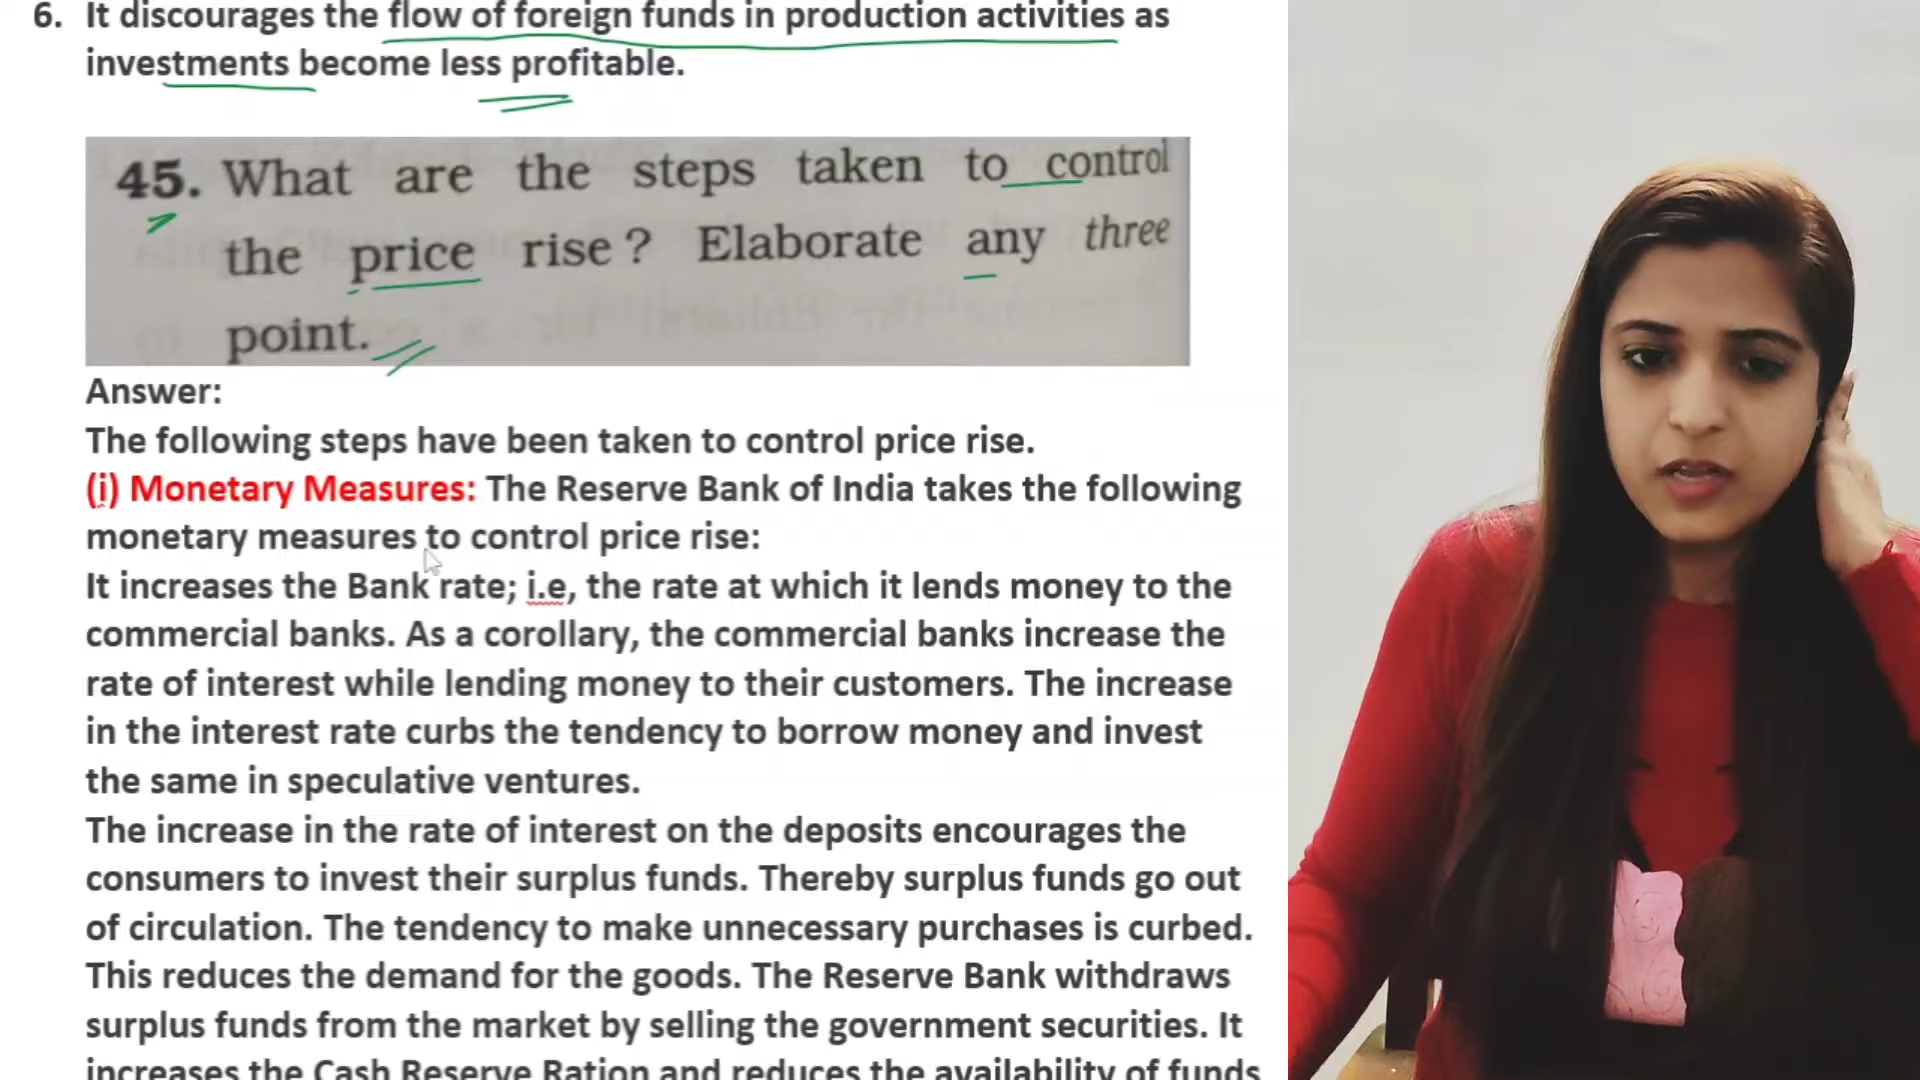 6. It discourages the flow of foreign funds in production activities as
investments become less profitable.
45. What are the steps taken to control
the price rise? Elaborate any three
point.
Answer:
The following steps have been taken to control price rise.
(i) Monetary Measures: The Reserve Bank of India takes the following
monetary measures to control price rise:
It increases the Bank rate; i.e, the rate at which it lends money to the
commercial banks. As a corollary, the commercial banks increase the
rate of interest while lending money to their customers. The increase
in the interest rate curbs the tendency to borrow money and invest
the same in speculative ventures.
The increase in the rate of interest on the deposits encourages the
consumers to invest their surplus funds. Thereby surplus funds go out
of circulation. The tendency to make unnecessary purchases is curbed.
This reduces the demand for the goods. The Reserve Bank withdraws
surplus funds from the market by selling the government securities. It
increases the Cash Reserve Ration and reduces the availability of funds